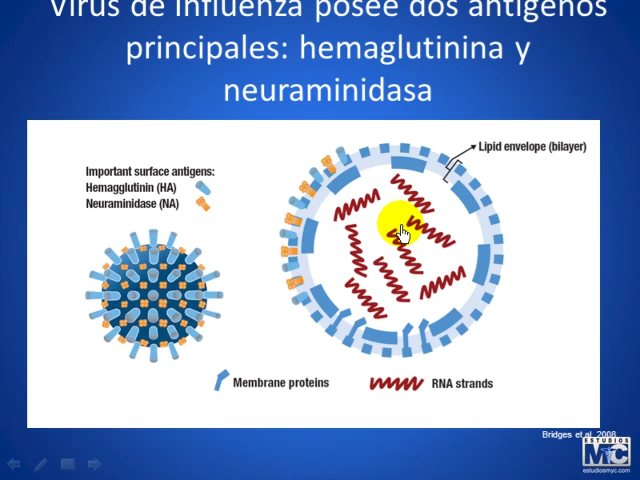 Virus de influenza posee dos antígenos
principales: hemaglutinina y
neuraminidasa
Important surface antigens:
Hemagglutinin (HA)
Neuraminidase (NA)
Lipid envelope (bilayer)
Membrane proteins
RNA strands
Bridges et al. 2008
ESTUDIOS
MyC
estudiosmyc.com